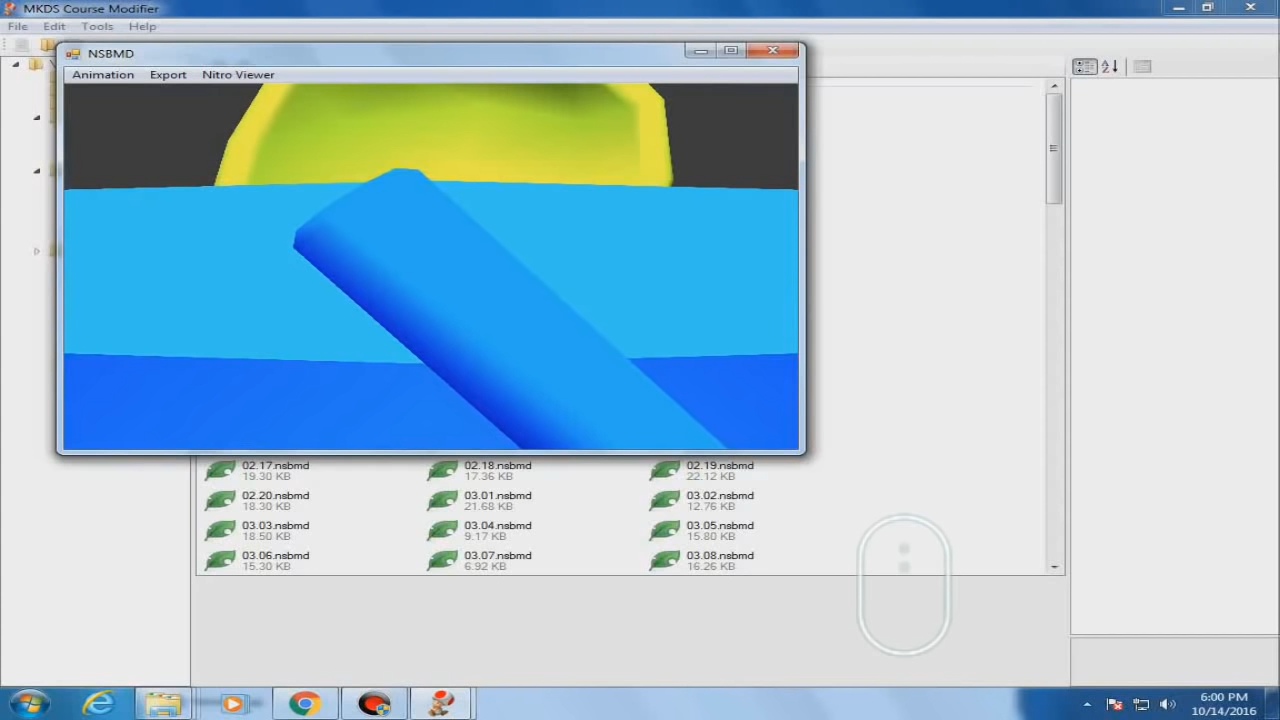 MKDS Course Modifier
File Edit Tools Help
NSBMD
Animation Export Nitro Viewer
02.17.nsbmd 02.18.nsbmd 02.19.nsbmd
19.30 KB 17.36 KB 22.12 KB
02.20.nsbmd 03.01.nsbmd 03.02.nsbmd
18.30 KB 21.68 KB 12.76 KB
03.03.nsbmd 03.04.nsbmd 03.05.nsbmd
18.50 KB 9.17 KB 15.80 KB
03.06.nsbmd 03.07.nsbmd 03.08.nsbmd
15.30 KB 6.92 KB 16.26 KB
6:00 PM
10/14/2016